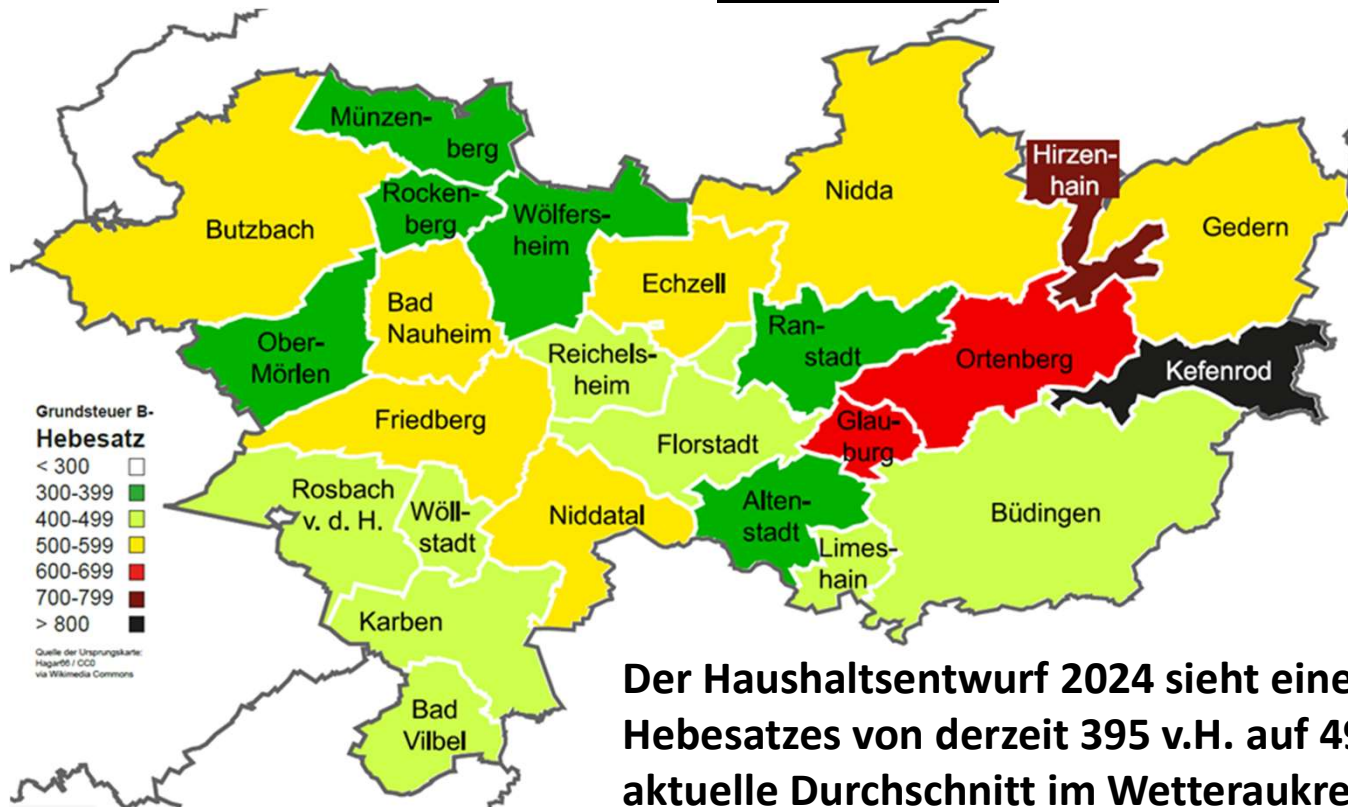 Münzen-
berg
Rocken-
berg
Wölfers-
heim
Butzbach
Nidda
Hirzen-
hain
Gedern
Echzell
Bad
Nauheim
Ober-
Mörlen
Ran-
stadt
Reichels-
heim
Ortenberg
Kefenrod
Friedberg
Florstadt
Glau-
burg
Rosbach
v. d. H.
Wöll-
stadt
Niddatal
Alten-
stadt
Büdingen
Limes-
hain
Karben
Bad
Vilbel
Grundsteuer B-
Hebesatz
< 300
300-399
400-499
500-599
600-699
700-799
> 800
Quelle der Ursprungskarte:
Hagar66 / CC0
via Wikimedia Commons
Der Haushaltsentwurf 2024 sieht eine
Hebesatzes von derzeit 395 v.H. auf 49
aktuelle Durchschnitt im Wetteraukre